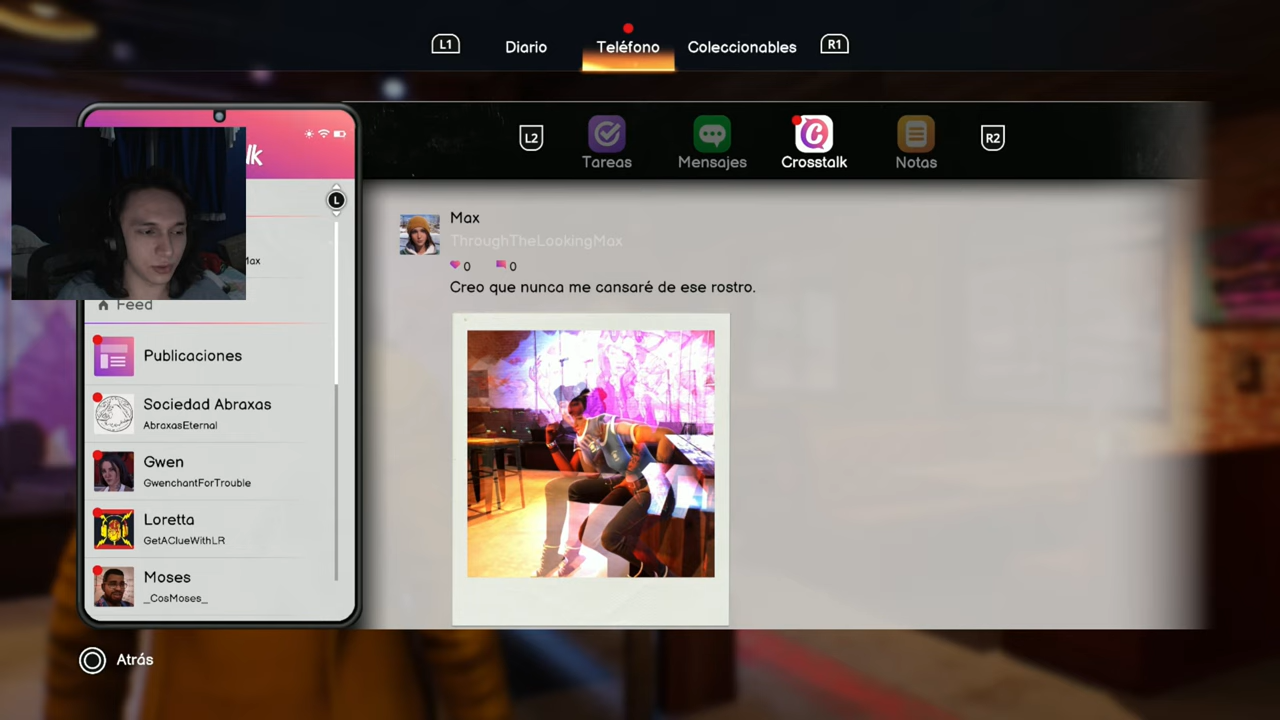 L1 Diario Teléfono Coleccionables R1
L2 Tareas Mensajes Crosstalk Notas R2
lk
L
Max
ThroughTheLookingMax
0 0
Creo que nunca me cansaré de ese rostro.
ax
Feed
Publicaciones
Sociedad Abraxas
AbraxasEternal
Gwen
GwenchantForTrouble
Loretta
GetAClueWithLR
Moses
_CosMoses_
Atrás